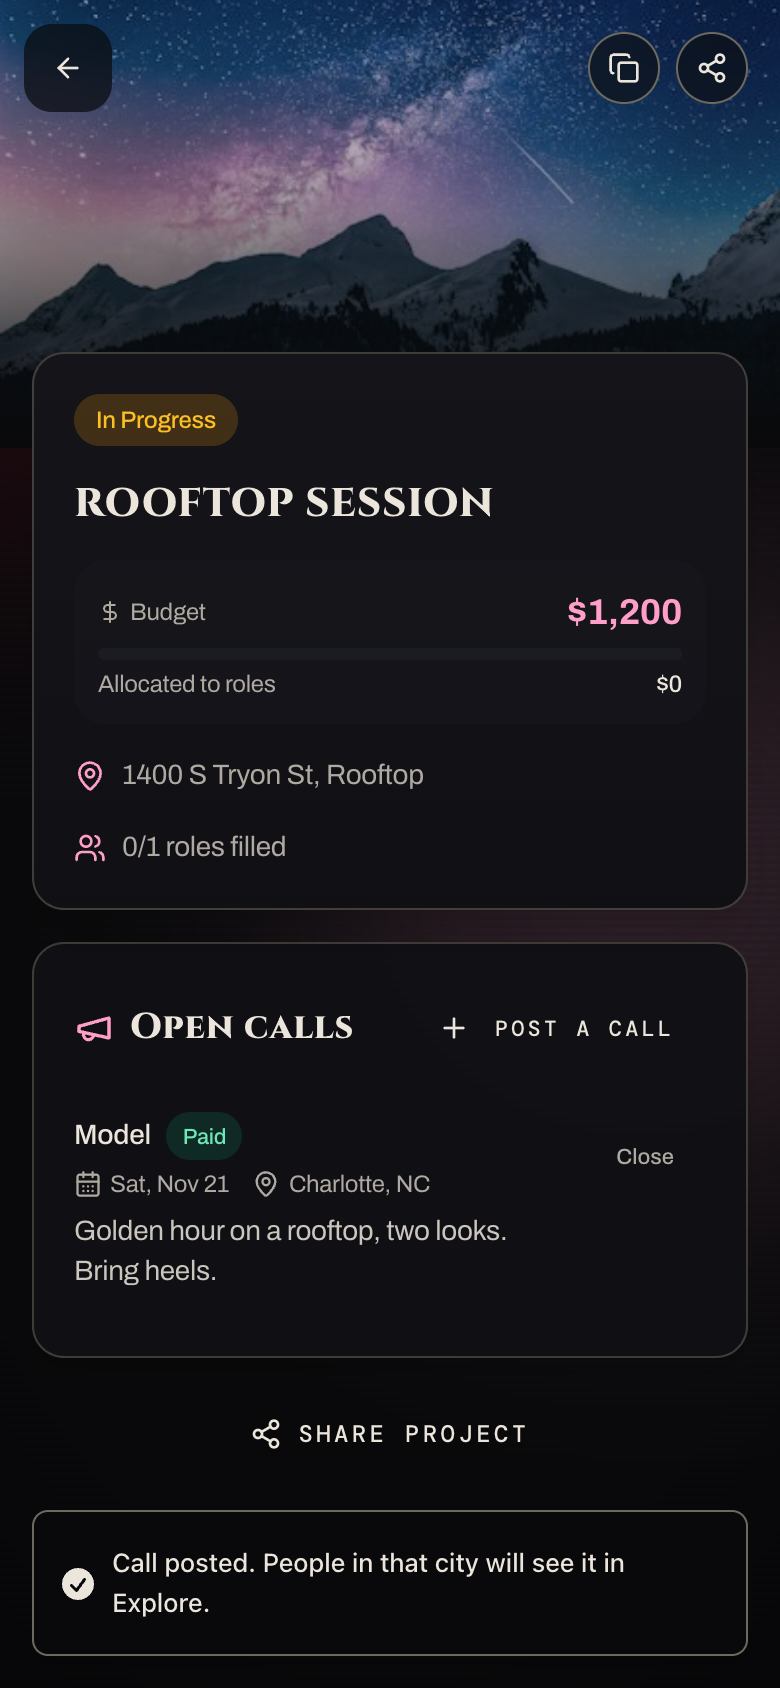 In Progress
ROOFTOP SESSION
Budget
$1,200
Allocated to roles
$0
1400 S Tryon St, Rooftop
0/1 roles filled
OPEN CALLS
POST A CALL
Model
Paid
Close
Sat, Nov 21
Charlotte, NC
Golden hour on a rooftop, two looks.
Bring heels.
SHARE PROJECT
Call posted. People in that city will see it in
Explore.